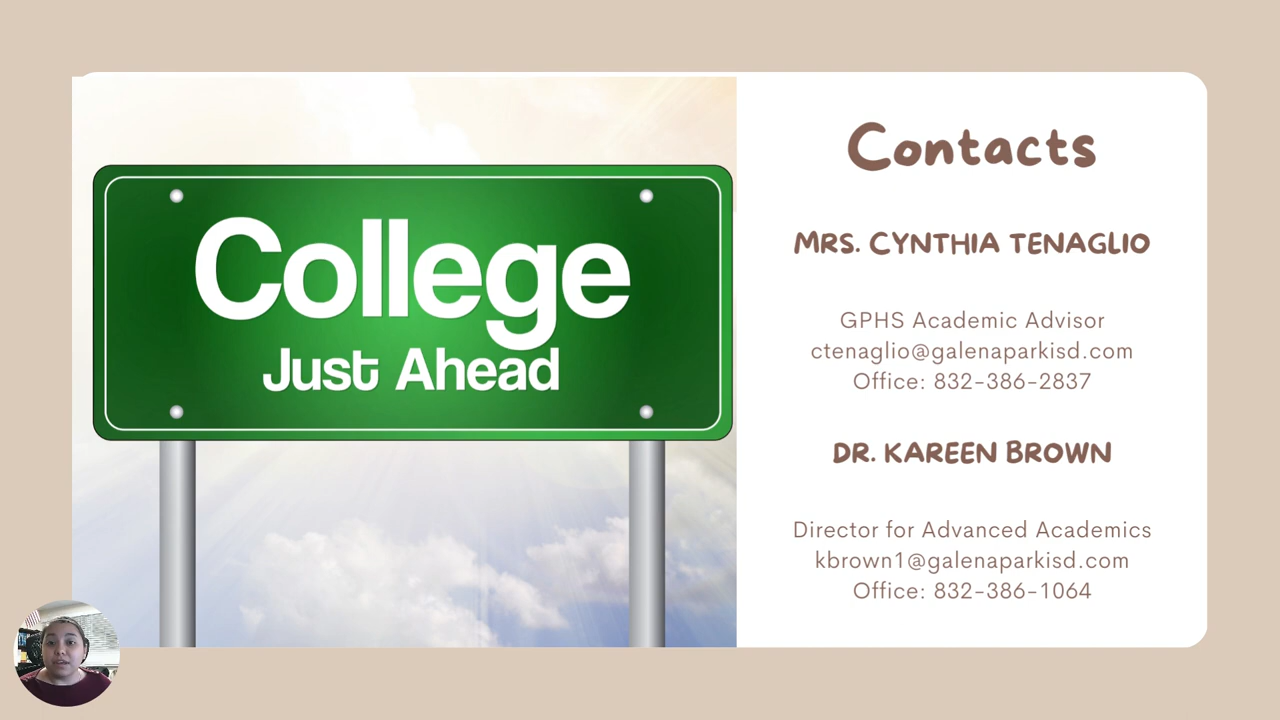 College
Just Ahead
Contacts
MRS. CYNTHIA TENAGLIO
GPHS Academic Advisor
ctenaglio@galenaparkisd.com
Office: 832-386-2837
DR. KAREEN BROWN
Director for Advanced Academics
kbrown1@galenaparkisd.com
Office: 832-386-1064